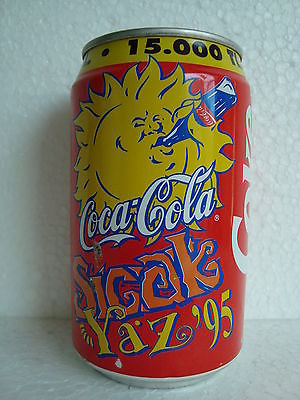 15.000 TL
Coca-Cola®
Sıcak
Yaz '95